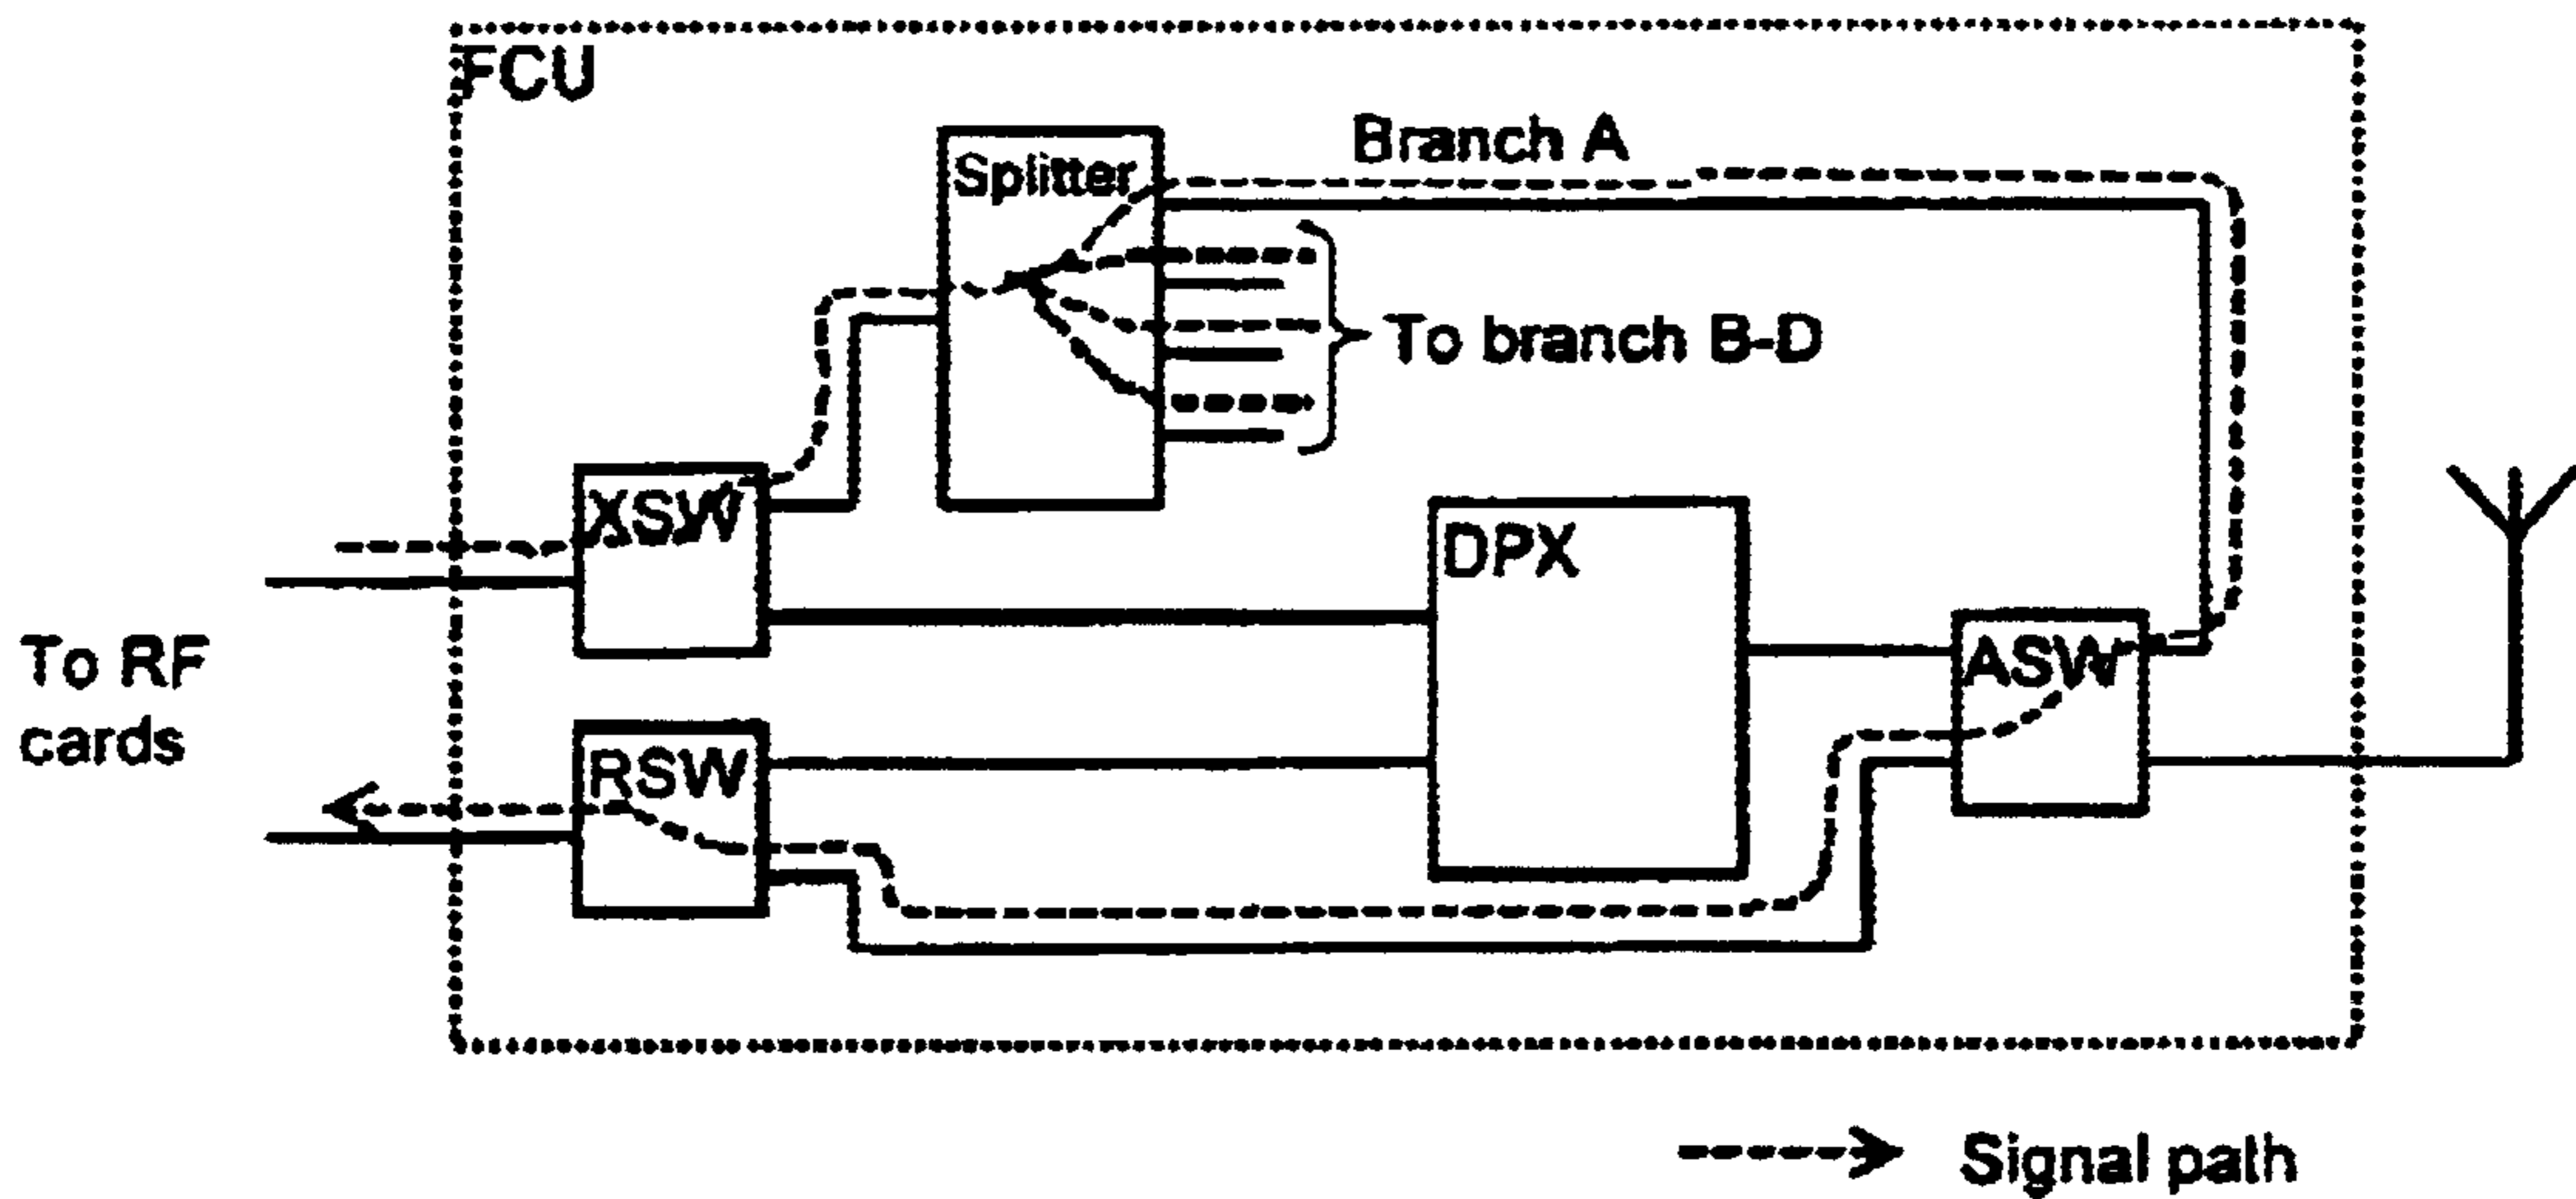 FCU
Splitter
Branch A
To branch B-D
XSW
DPX
To RF
cards
ASW
RSW
Signal path